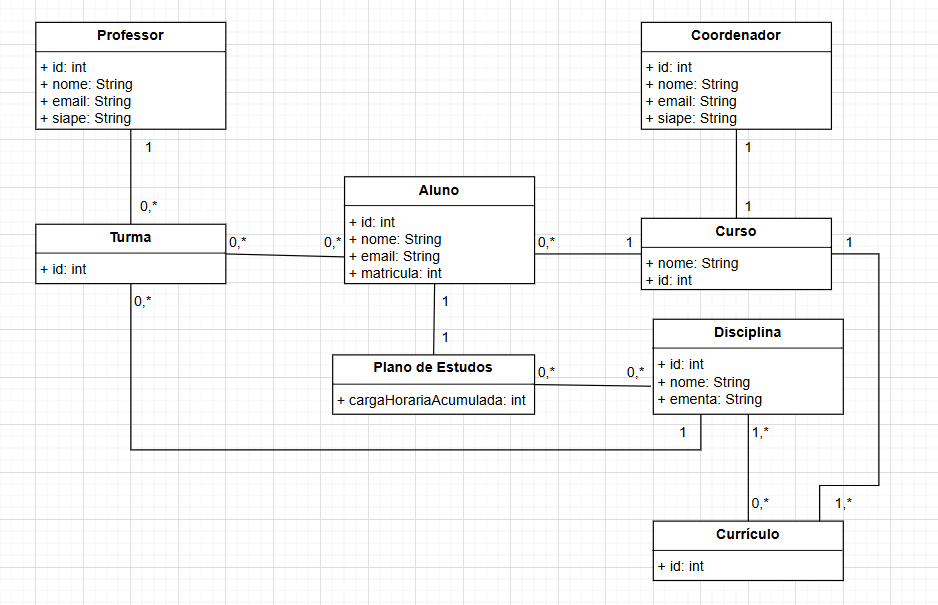 Professor
+ id: int
+ nome: String
+ email: String
+ siape: String
Coordenador
+ id: int
+ nome: String
+ email: String
+ siape: String
1
1
0,*
1
Aluno
+ id: int
+ nome: String
+ email: String
+ matricula: int
Turma
+ id: int
0,*
0,*
0,*
1
Curso
+ nome: String
+ id: int
1
0,*
1
1
Plano de Estudos
+ cargaHorariaAcumulada: int
0,*
0,*
Disciplina
+ id: int
+ nome: String
+ ementa: String
1
1,*
0,*
1,*
Currículo
+ id: int